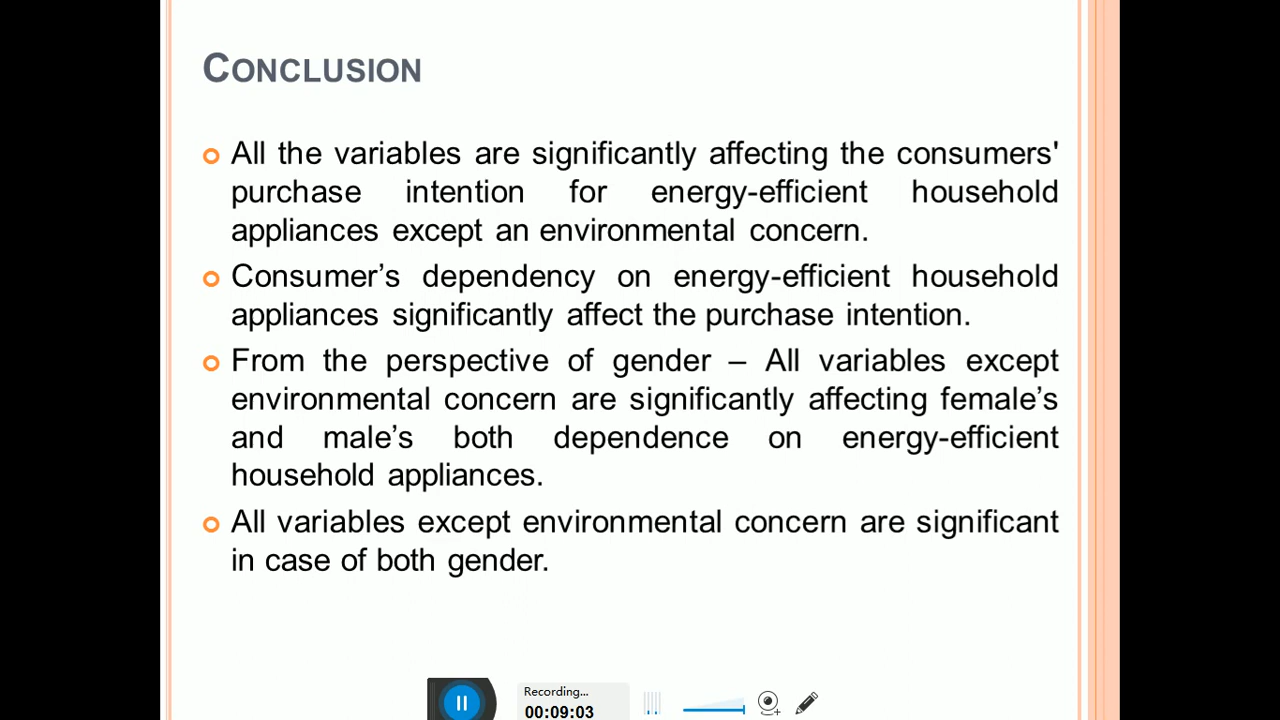 CONCLUSION
All the variables are significantly affecting the consumers'
purchase intention for energy-efficient household
appliances except an environmental concern.
Consumer’s dependency on energy-efficient household
appliances significantly affect the purchase intention.
From the perspective of gender – All variables except
environmental concern are significantly affecting female’s
and male’s both dependence on energy-efficient
household appliances.
All variables except environmental concern are significant
in case of both gender.
Recording...
00:09:03